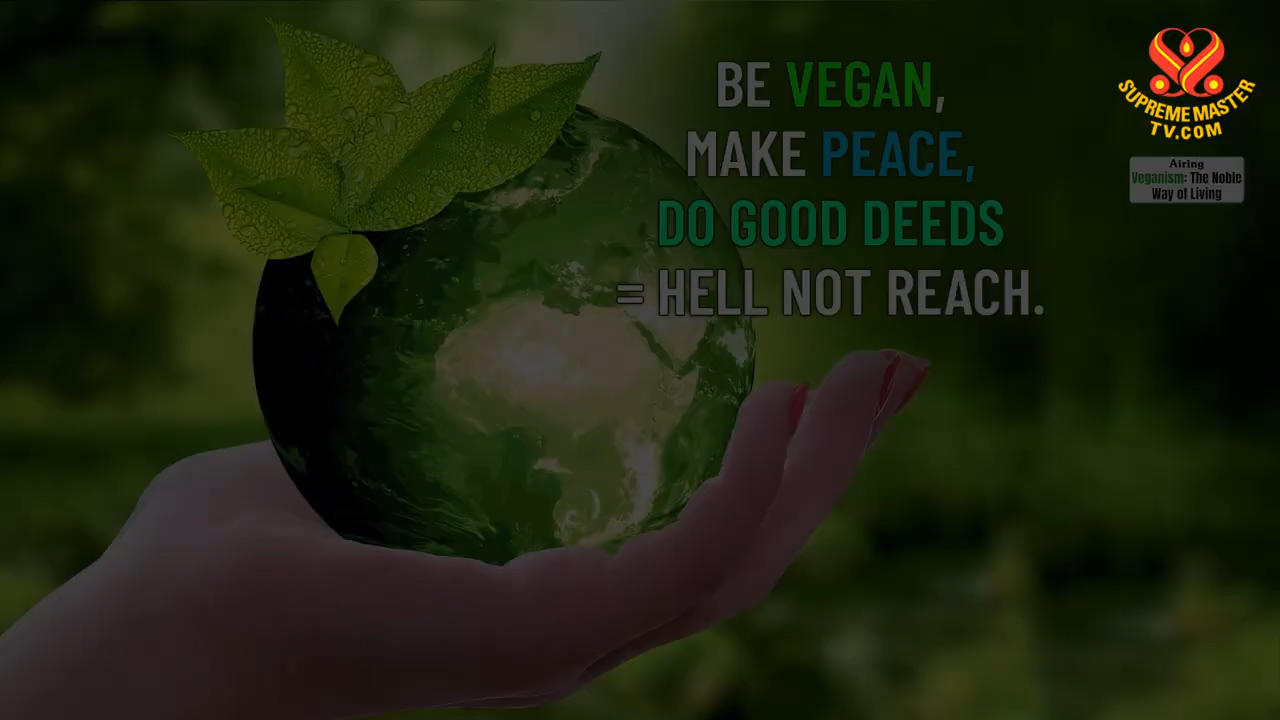 BE VEGAN,
MAKE PEACE,
DO GOOD DEEDS
= HELL NOT REACH.
SUPREME MASTER
TV.COM
Airing
Veganism: The Noble
Way of Living